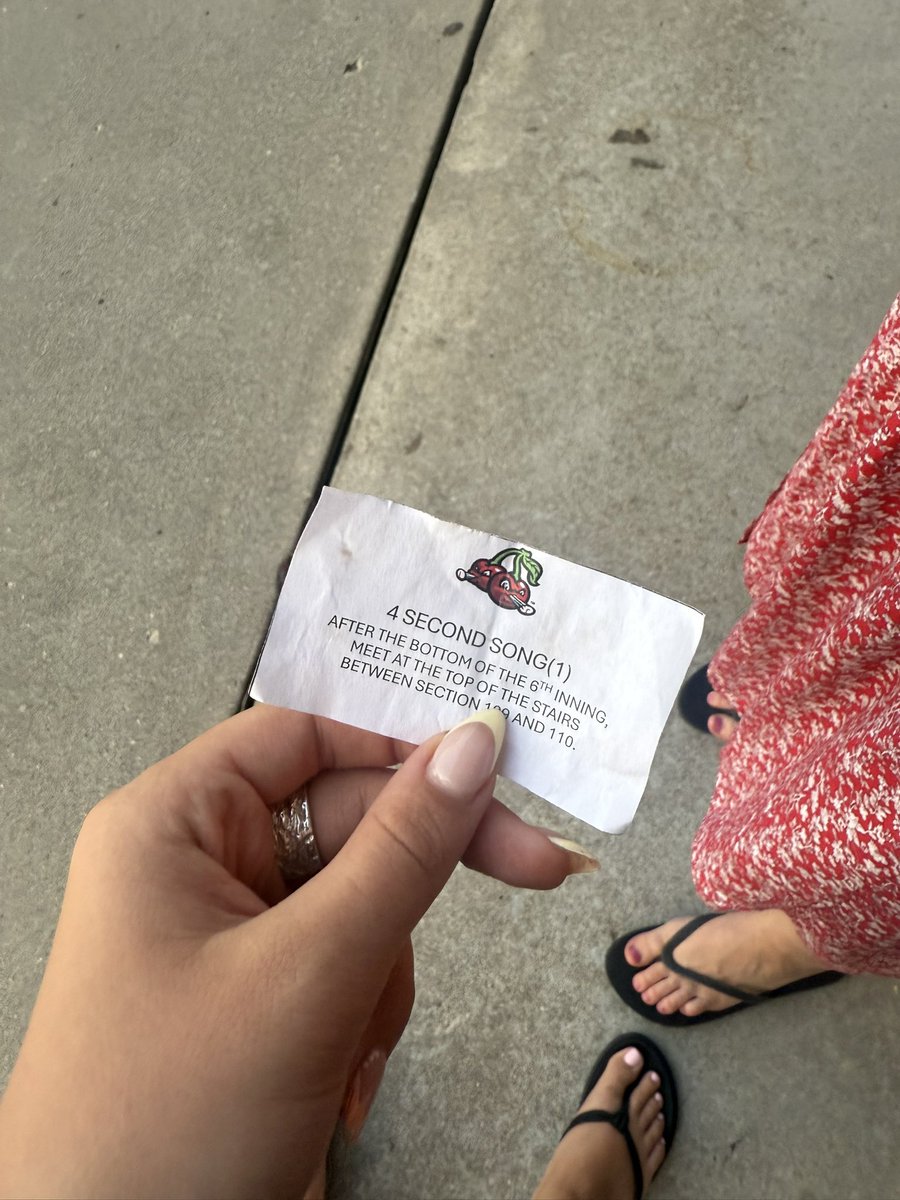 4 SECOND SONG(1)
AFTER THE BOTTOM OF THE 6TH INNING,
MEET AT THE TOP OF THE STAIRS
BETWEEN SECTION 109 AND 110.